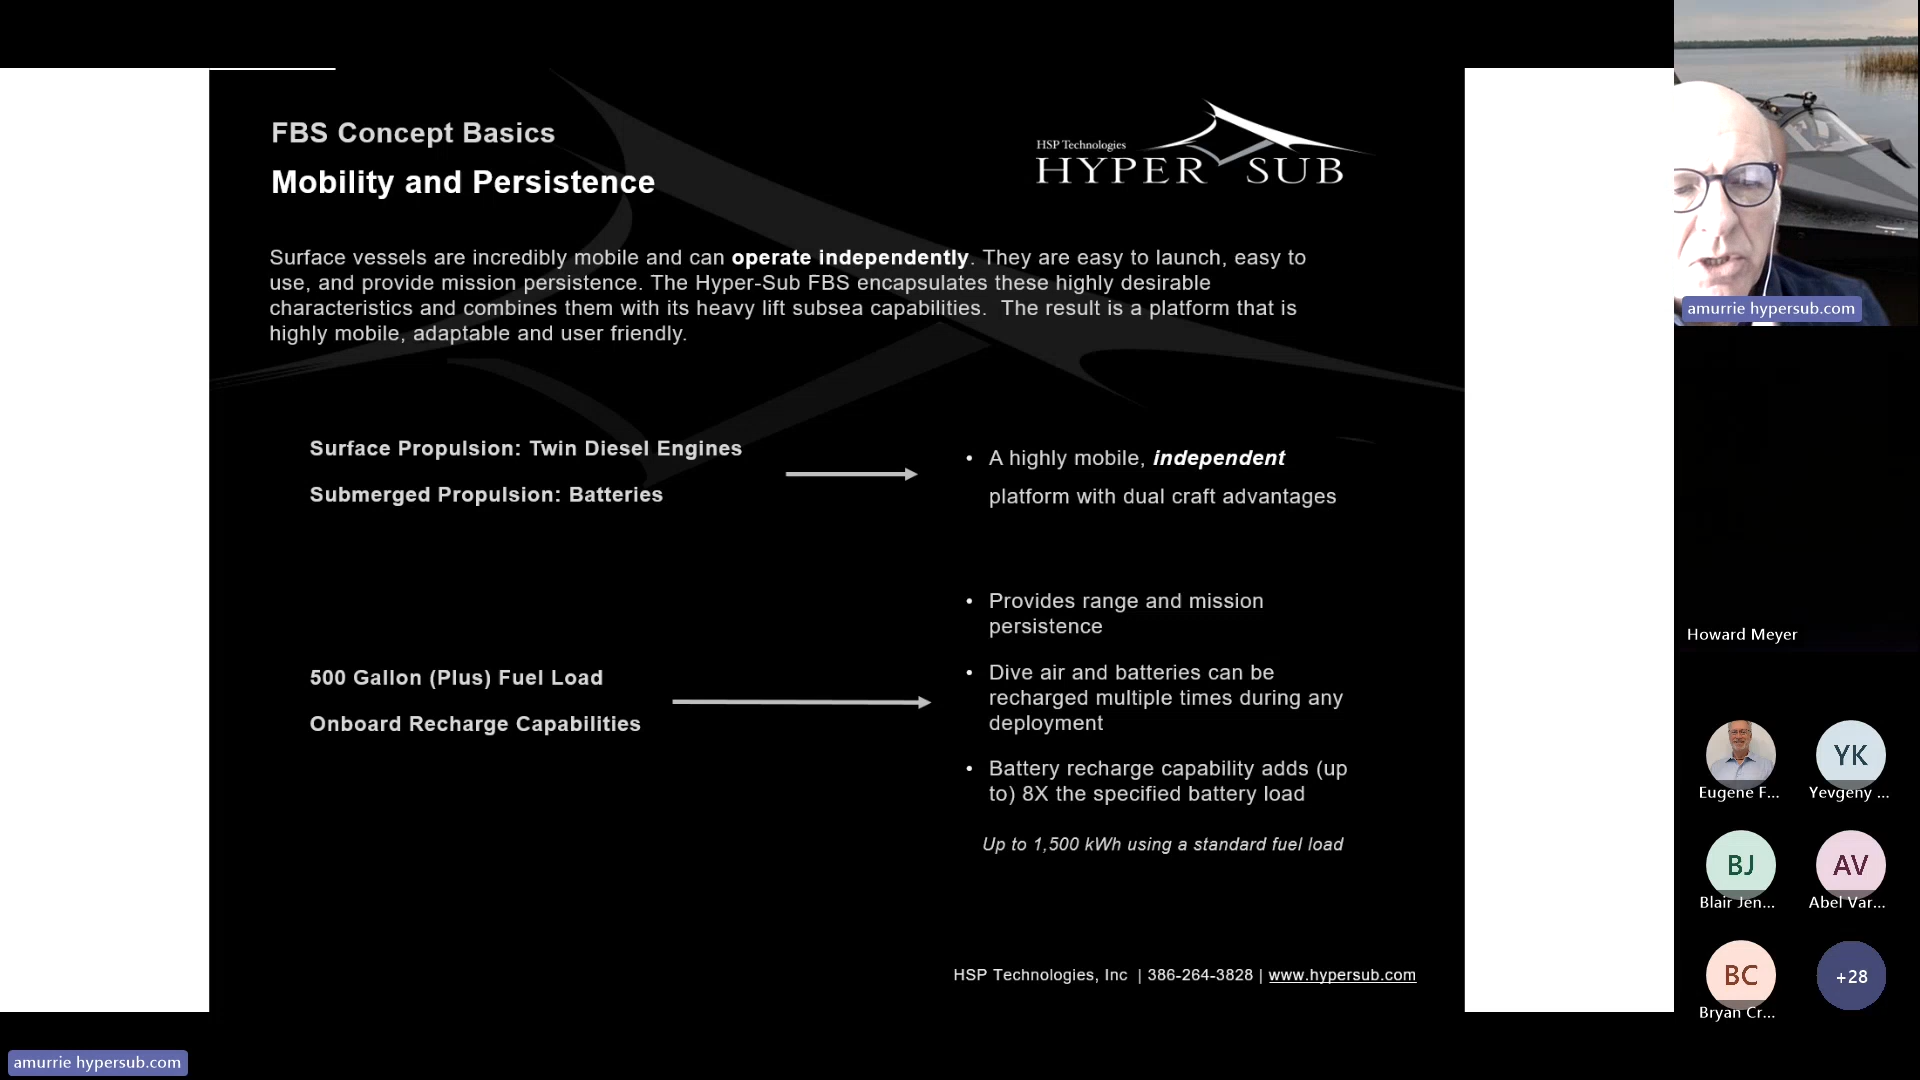 FBS Concept Basics
Mobility and Persistence
HSP Technologies
HYPER SUB
Surface vessels are incredibly mobile and can operate independently. They are easy to launch, easy to
use, and provide mission persistence. The Hyper-Sub FBS encapsulates these highly desirable
characteristics and combines them with its heavy lift subsea capabilities.  The result is a platform that is
highly mobile, adaptable and user friendly.
Surface Propulsion: Twin Diesel Engines
Submerged Propulsion: Batteries
• A highly mobile, independent
platform with dual craft advantages
500 Gallon (Plus) Fuel Load
Onboard Recharge Capabilities
• Provides range and mission
persistence
• Dive air and batteries can be
recharged multiple times during any
deployment
• Battery recharge capability adds (up
to) 8X the specified battery load
Up to 1,500 kWh using a standard fuel load
HSP Technologies, Inc | 386-264-3828 | www.hypersub.com
amurrie hypersub.com
Howard Meyer
Eugene F...
YK
Yevgeny ...
BJ
Blair Jen...
AV
Abel Var...
BC
Bryan Cr...
+28
amurrie hypersub.com